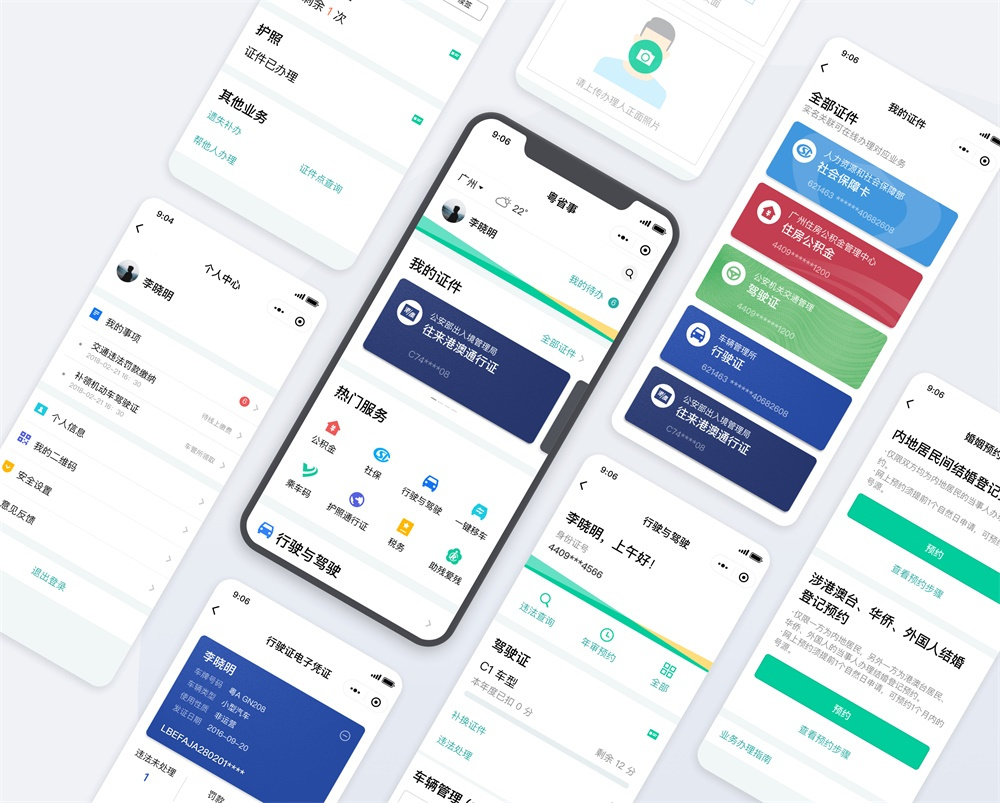 剩余 1 次
护照
证件已办理
其他业务
遗失补办
帮他人办理
证件点查询
请上传办理人正面照片
9:04
个人中心
李晓明
我的事项
交通违法罚款缴纳
2018-02-21 16：30
待线上缴费
6
补领机动车驾驶证
2018-02-21 16：30
车管所领取
个人信息
我的二维码
安全设置
意见反馈
退出登录
9:06
粤省事
广州
22°
李晓明
我的待办
6
我的证件
全部证件
公安部出入境管理局
往来港澳通行证
C74****08
热门服务
公积金
社保
行驶与驾驶
一键移车
乘车码
护照通行证
税务
助残爱残
行驶与驾驶
9:06
我的证件
全部证件
实名关联可在线办理对应业务
人力资源和社会保障部
社会保障卡
621463 ******40682608
广州住房公积金管理中心
住房公积金
4409******1200
公安机关交通管理
驾驶证
4409******1200
车辆管理所
行驶证
621463 ******40682608
公安部出入境管理局
往来港澳通行证
C74****08
9:06
行驶证电子凭证
李晓明
车牌号码 粤A GN208
车辆类型 小型汽车
使用性质 非运营
发证日期 2016-09-20
LBEFAJA280201****
违法未处理
1
罚款
9:06
行驶与驾驶
李晓明，上午好！
身份证号
4409***4566
违法查询
年审预约
全部
驾驶证
C1 车型
本年度已扣 0 分
剩余 12 分
补换证件
违法处理
车辆管理
9:06
婚姻预约
内地居民间结婚登记
·仅限双方均为内地居民的当事人办
·网上预约须提前1个自然日申请，可预
号源。
预约
查看预约步骤
涉港澳台、华侨、外国人结婚
登记预约
·仅限一方为内地居民，另外一方为港澳台居民、
华侨、外国人的当事人办理结婚登记预约。
·网上预约须提前1个自然日申请，可预约1个月内的
号源。
预约
查看预约步骤
业务办理指南